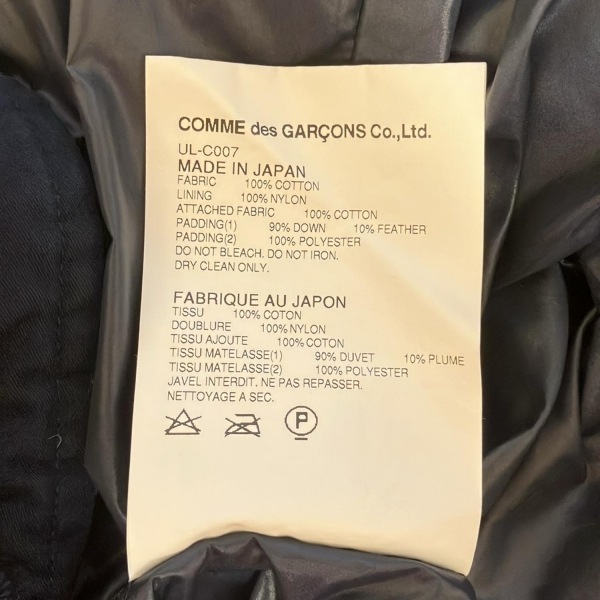 COMME des GARÇONS Co.,Ltd.
UL-C007
MADE IN JAPAN
FABRIC 100% COTTON
LINING 100% NYLON
ATTACHED FABRIC 100% COTTON
PADDING(1) 90% DOWN 10% FEATHER
PADDING(2) 100% POLYESTER
DO NOT BLEACH. DO NOT IRON.
DRY CLEAN ONLY.
FABRIQUE AU JAPON
TISSU 100% COTON
DOUBLURE 100% NYLON
TISSU AJOUTE 100% COTON
TISSU MATELASSE(1) 90% DUVET 10% PLUME
TISSU MATELASSE(2) 100% POLYESTER
JAVEL INTERDIT. NE PAS REPASSER.
NETTOYAGE A SEC.
P